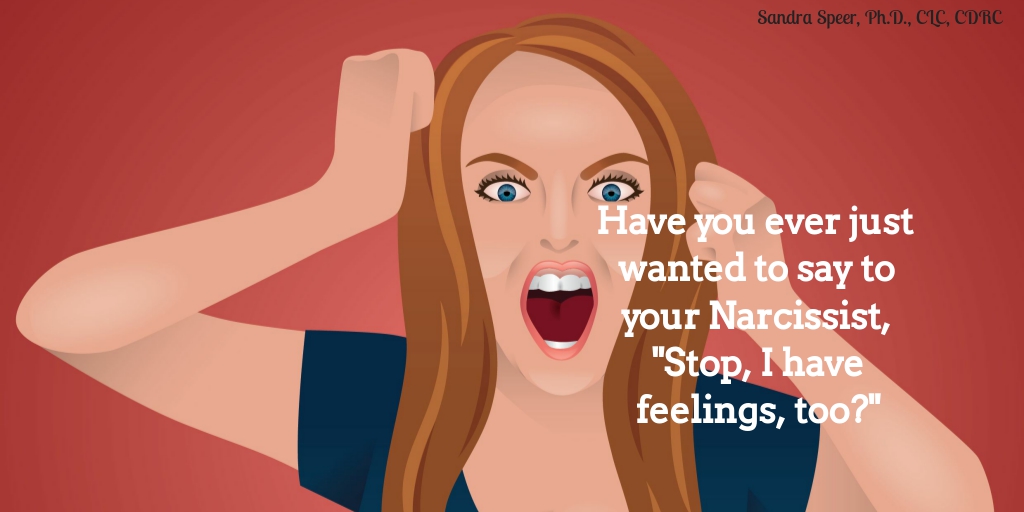 Sandra Speer, Ph.D., CLC, CDRC
Have you ever just
wanted to say to
your Narcissist,
"Stop, I have
feelings, too?"